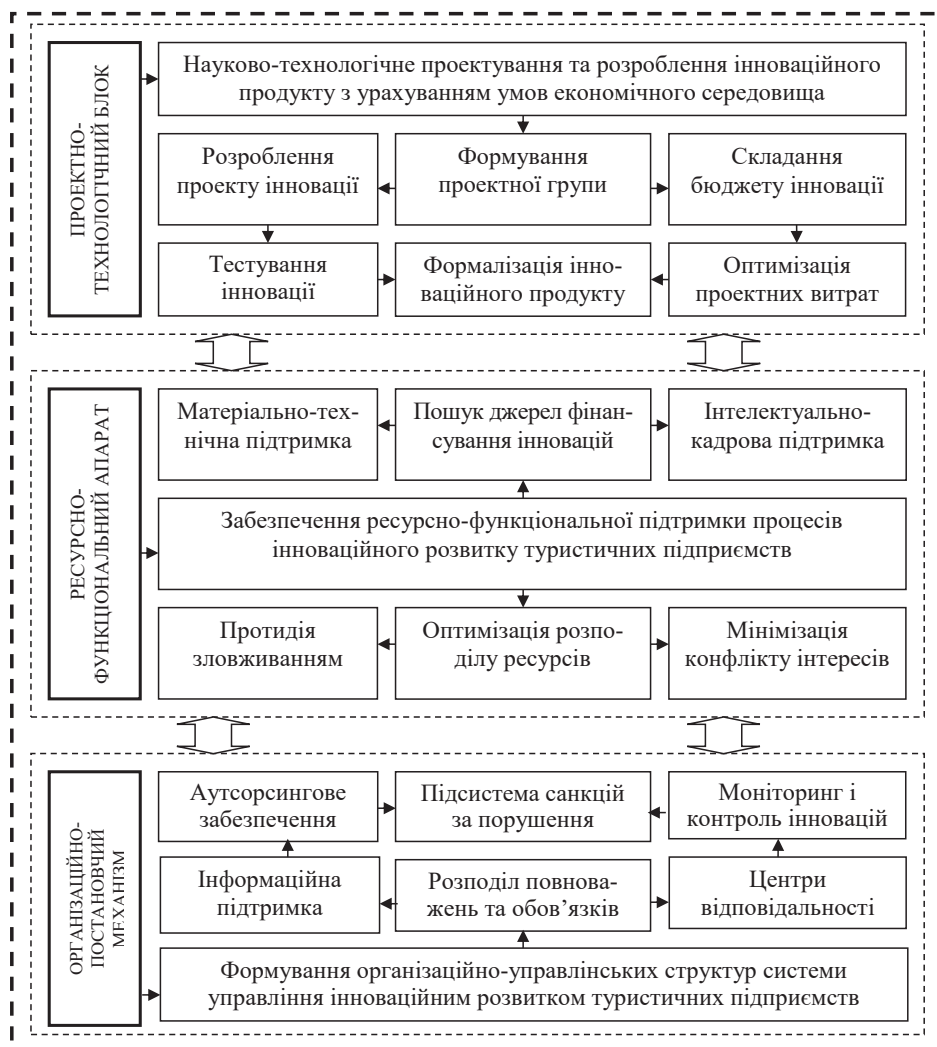 ПРОЕКТНО-
ТЕХНОЛОГІЧНИЙ БЛОК
Науково-технологічне проектування та розроблення інноваційного
продукту з урахуванням умов економічного середовища
Розроблення
проекту інновації
Формування
проектної групи
Складання
бюджету інновації
Тестування
інновації
Формалізація інно-
ваційного продукту
Оптимізація
проектних витрат
РЕСУРСНО-
ФУНКЦІОНАЛЬНИЙ АПАРАТ
Матеріально-тех-
нічна підтримка
Пошук джерел фінан-
сування інновацій
Інтелектуально-
кадрова підтримка
Забезпечення ресурсно-функціональної підтримки процесів
інноваційного розвитку туристичних підприємств
Протидія
зловживанням
Оптимізація розпо-
ділу ресурсів
Мінімізація
конфлікту інтересів
ОРГАНІЗАЦІЙНО-
ПОСТАНОВЧИЙ
МЕХАНІЗМ
Аутсорсингове
забезпечення
Підсистема санкцій
за порушення
Моніторинг і
контроль інновацій
Інформаційна
підтримка
Розподіл повнова-
жень та обов’язків
Центри
відповідальності
Формування організаційно-управлінських структур системи
управління інноваційним розвитком туристичних підприємств